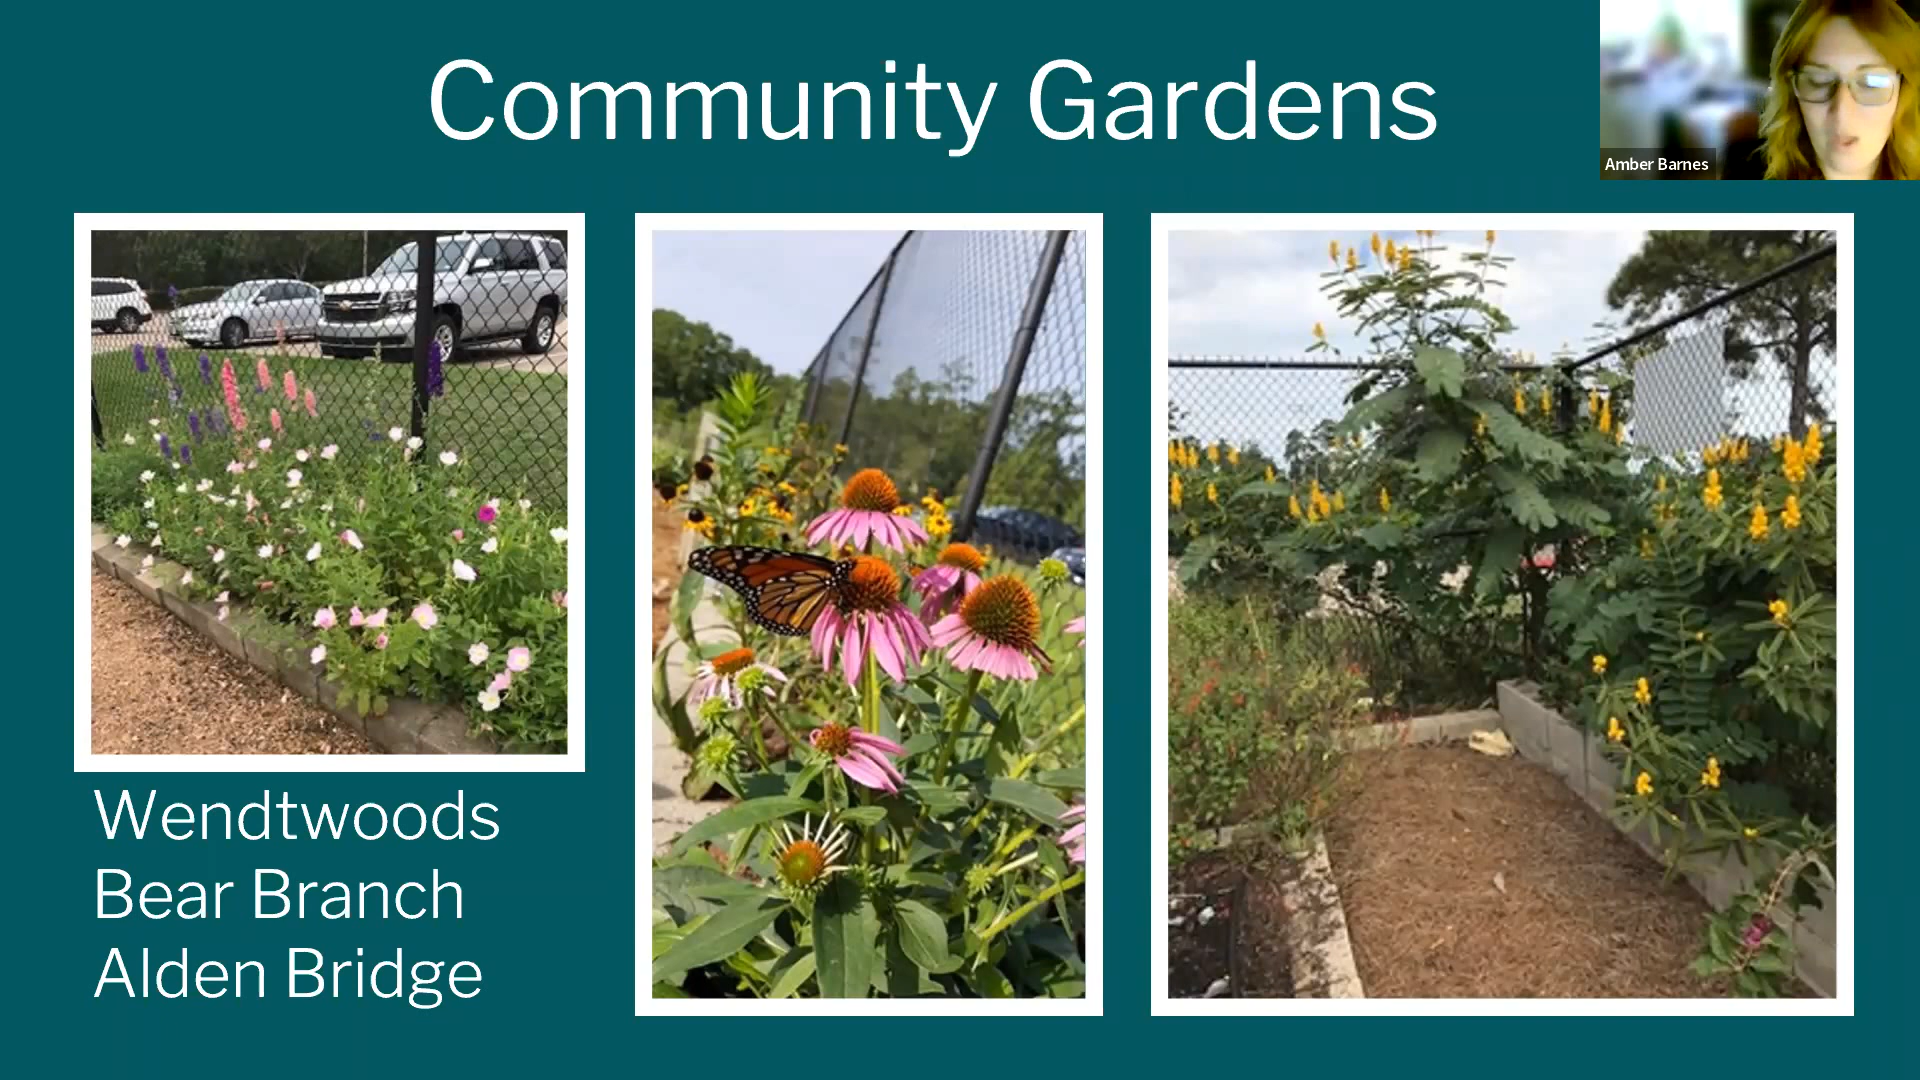 Community Gardens
Amber Barnes
Wendtwoods
Bear Branch
Alden Bridge